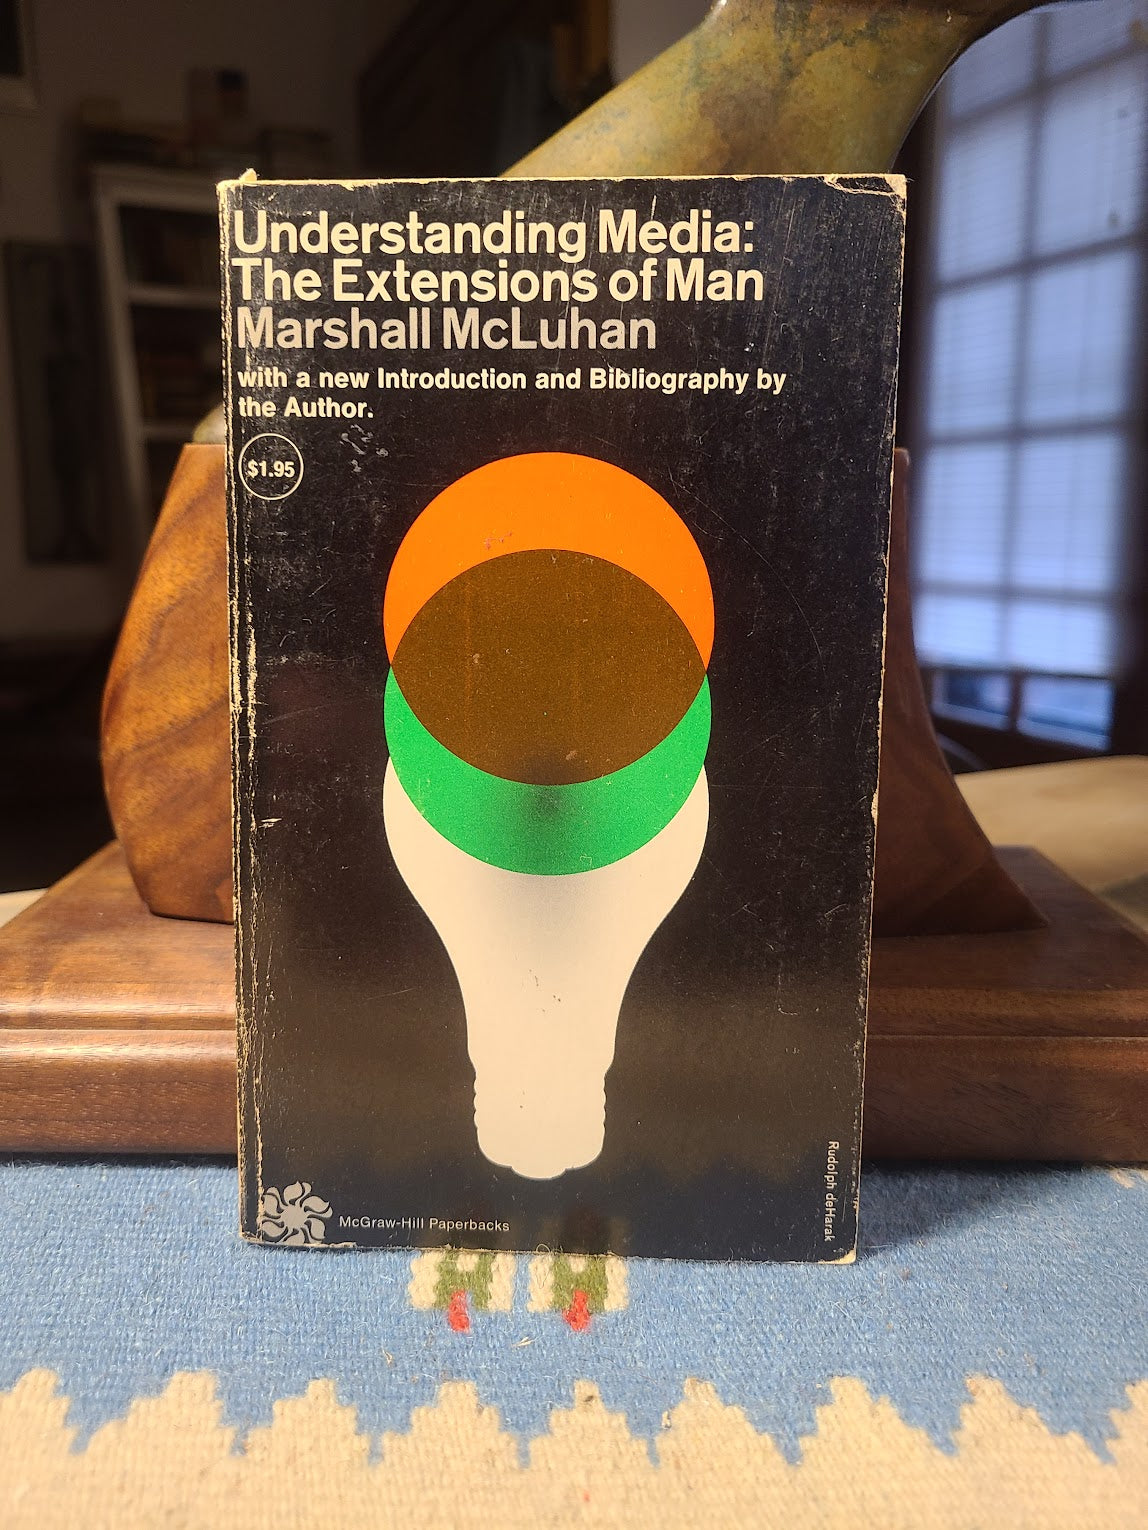 Understanding Media:
The Extensions of Man
Marshall McLuhan
with a new Introduction and Bibliography by
the Author.
$1.95
Rudolph deHarak
McGraw-Hill Paperbacks